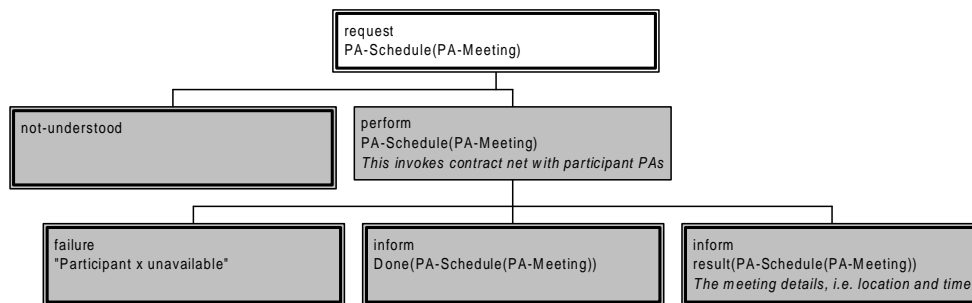 request
PA-Schedule(PA-Meeting)
not-understood
perform
PA-Schedule(PA-Meeting)
This invokes contract net with participant PAs
failure
"Participant x unavailable"
inform
Done(PA-Schedule(PA-Meeting))
inform
result(PA-Schedule(PA-Meeting))
The meeting details, i.e. location and time